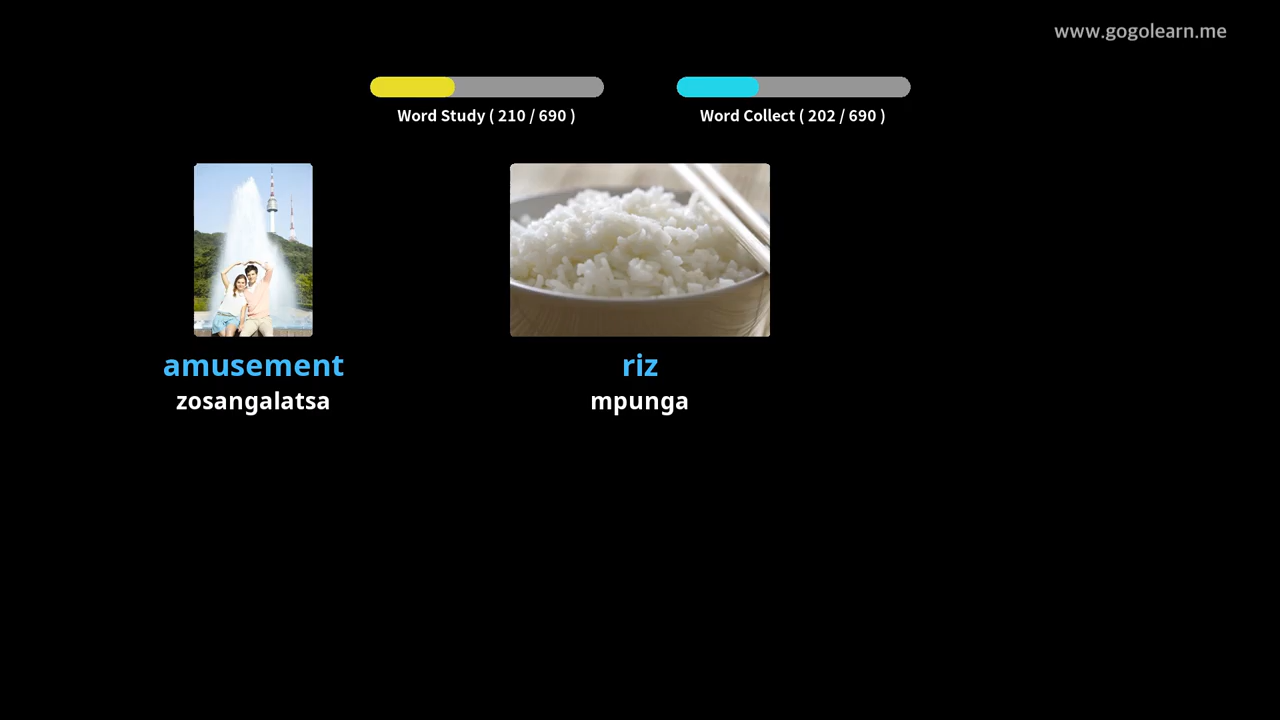 www.gogolearn.me
Word Study ( 210 / 690 )
Word Collect ( 202 / 690 )
amusement
zosangalatsa
riz
mpunga